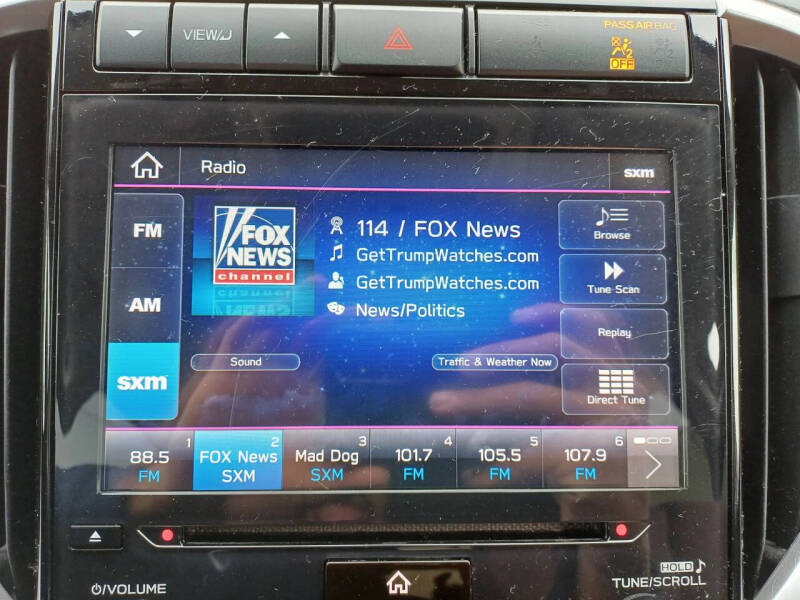 VIEW/
PASS AIR BAG
2
OFF
Radio
sxm
FM
AM
sxm
FOX
NEWS
channel
114 / FOX News
GetTrumpWatches.com
GetTrumpWatches.com
News/Politics
Browse
Tune Scan
Replay
Direct Tune
Sound
Traffic & Weather Now
1
88.5
FM
2
FOX News
SXM
3
Mad Dog
SXM
4
101.7
FM
5
105.5
FM
6
107.9
FM
/VOLUME
HOLD
TUNE/SCROLL